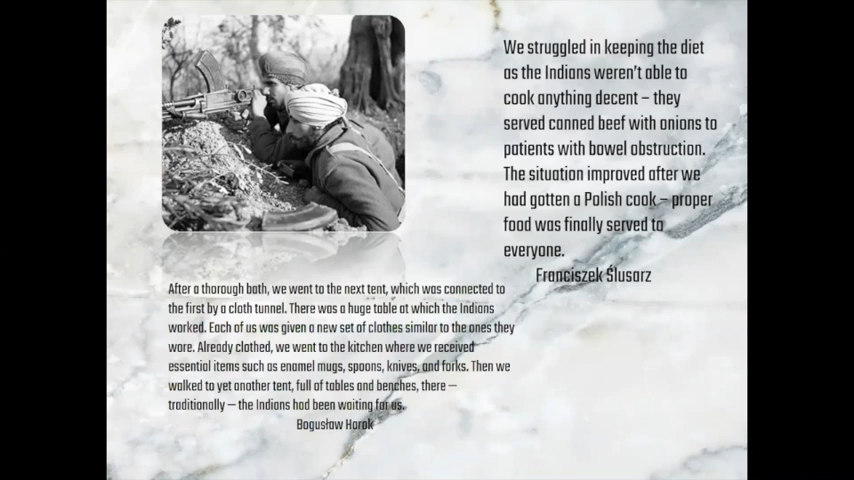 We struggled in keeping the diet
as the Indians weren't able to
cook anything decent – they
served canned beef with onions to
patients with bowel obstruction.
The situation improved after we
had gotten a Polish cook – proper
food was finally served to
everyone.
Franciszek Ślusarz
After a thorough bath, we went to the next tent, which was connected to
the first by a cloth tunnel. There was a huge table at which the Indians
worked. Each of us was given a new set of clothes similar to the ones they
wore. Already clothed, we went to the kitchen where we received
essential items such as enamel mugs, spoons, knives, and forks. Then we
walked to yet another tent, full of tables and benches, there —
traditionally — the Indians had been waiting for us.
Bogusław Harok